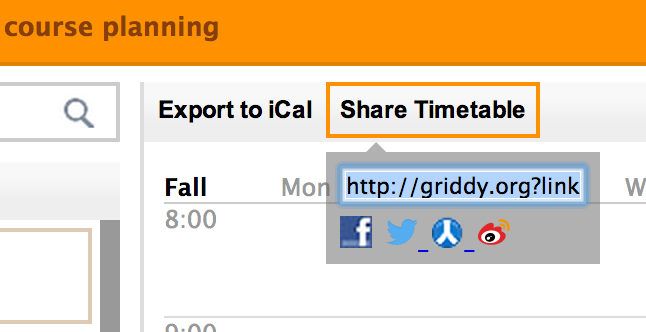 course planning
Export to iCal Share Timetable
Fall Mon http://griddy.org?link W
8:00
f
9:00